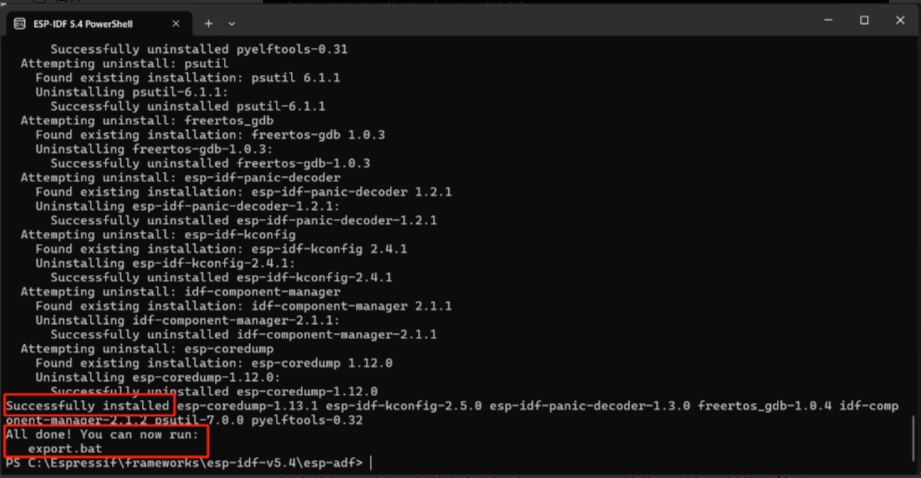 ESP-IDF 5.4 PowerShell
Successfully uninstalled pyelftools-0.31
Attempting uninstall: psutil
Found existing installation: psutil 6.1.1
Uninstalling psutil-6.1.1:
Successfully uninstalled psutil-6.1.1
Attempting uninstall: freertos_gdb
Found existing installation: freertos-gdb 1.0.3
Uninstalling freertos-gdb-1.0.3:
Successfully uninstalled freertos-gdb-1.0.3
Attempting uninstall: esp-idf-panic-decoder
Found existing installation: esp-idf-panic-decoder 1.2.1
Uninstalling esp-idf-panic-decoder-1.2.1:
Successfully uninstalled esp-idf-panic-decoder-1.2.1
Attempting uninstall: esp-idf-kconfig
Found existing installation: esp-idf-kconfig 2.4.1
Uninstalling esp-idf-kconfig-2.4.1:
Successfully uninstalled esp-idf-kconfig-2.4.1
Attempting uninstall: idf-component-manager
Found existing installation: idf-component-manager 2.1.1
Uninstalling idf-component-manager-2.1.1:
Successfully uninstalled idf-component-manager-2.1.1
Attempting uninstall: esp-coredump
Found existing installation: esp-coredump 1.12.0
Uninstalling esp-coredump-1.12.0:
Successfully uninstalled esp-coredump-1.12.0
Successfully installed esp-coredump-1.13.1 esp-idf-kconfig-2.5.0 esp-idf-panic-decoder-1.3.0 freertos_gdb-1.0.4 idf-comp
onent-manager-2.1.2 psutil-7.0.0 pyelftools-0.32
All done! You can now run:
export.bat
PS C:\Espressif\frameworks\esp-idf-v5.4\esp-adf>